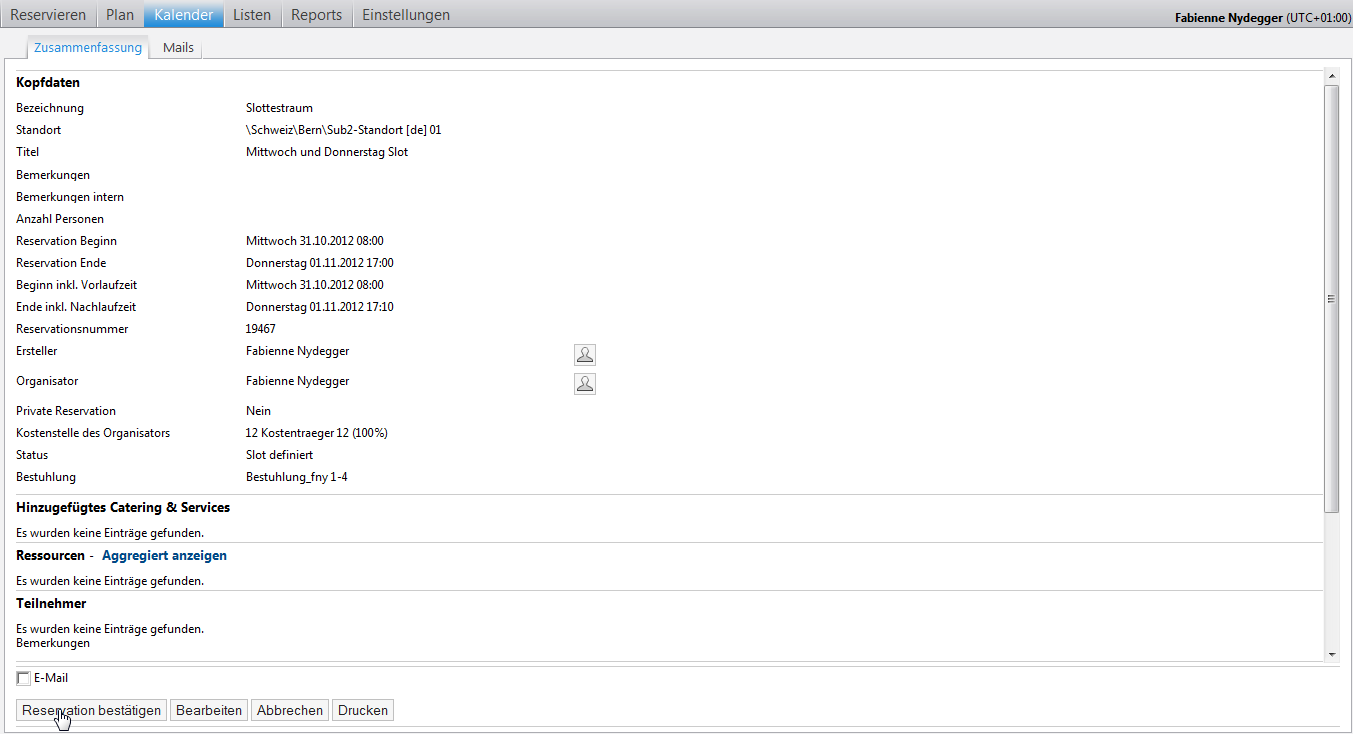 Reservieren Plan Kalender Listen Reports Einstellungen Fabienne Nydegger (UTC+01:00)
Zusammenfassung Mails
Kopfdaten
Bezeichnung Slottestraum
Standort \Schweiz\Bern\Sub2-Standort [de] 01
Titel Mittwoch und Donnerstag Slot
Bemerkungen
Bemerkungen intern
Anzahl Personen
Reservation Beginn Mittwoch 31.10.2012 08:00
Reservation Ende Donnerstag 01.11.2012 17:00
Beginn inkl. Vorlaufzeit Mittwoch 31.10.2012 08:00
Ende inkl. Nachlaufzeit Donnerstag 01.11.2012 17:10
Reservationsnummer 19467
Ersteller Fabienne Nydegger
Organisator Fabienne Nydegger
Private Reservation Nein
Kostenstelle des Organisators 12 Kostentraeger 12 (100%)
Status Slot definiert
Bestuhlung Bestuhlung_fny 1-4
Hinzugefügtes Catering & Services
Es wurden keine Einträge gefunden.
Ressourcen - Aggregiert anzeigen
Es wurden keine Einträge gefunden.
Teilnehmer
Es wurden keine Einträge gefunden.
Bemerkungen
E-Mail
Reservation bestätigen Bearbeiten Abbrechen Drucken